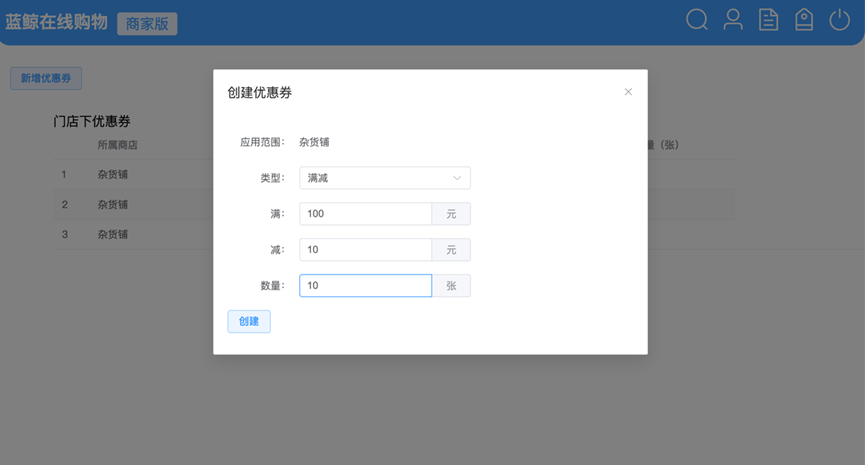 蓝鲸在线购物 商家版
新增优惠券
创建优惠券
门店下优惠券
所属商店
量（张）
1 杂货铺
2 杂货铺
3 杂货铺
应用范围： 杂货铺
类型： 满减
满： 100 元
减： 10 元
数量： 10 张
创建